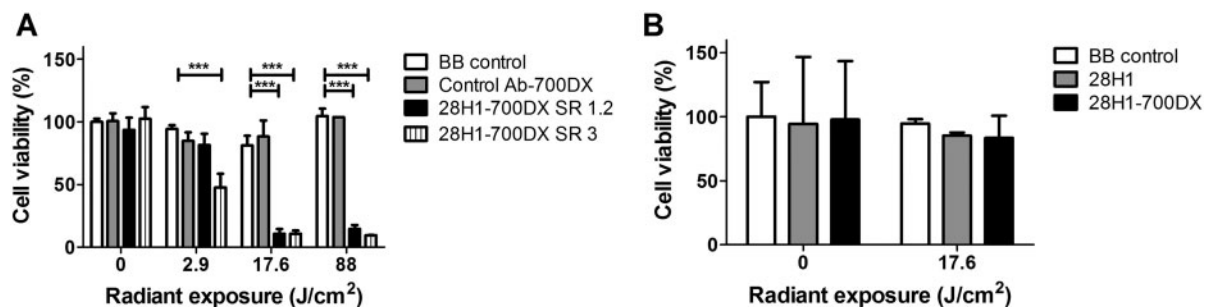 A
Cell viability (%)
150
100
50
0
***
***
***
***
***
0 2.9 17.6 88
Radiant exposure (J/cm²)
BB control
Control Ab-700DX
28H1-700DX SR 1.2
28H1-700DX SR 3
B
Cell viability (%)
150
100
50
0
0 17.6
Radiant exposure (J/cm²)
BB control
28H1
28H1-700DX